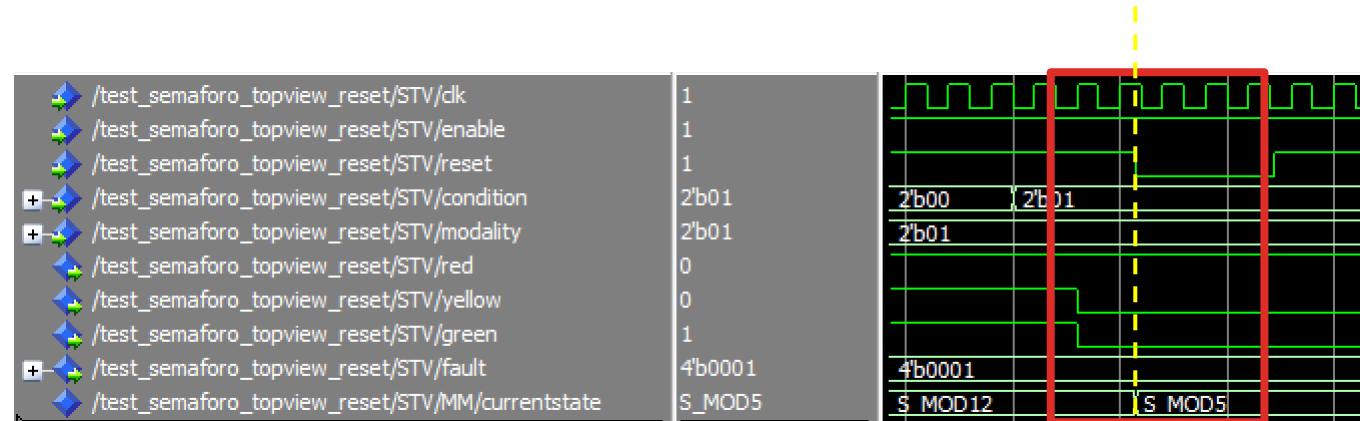 /test_semaforo_topview_reset/STV/clk 1
/test_semaforo_topview_reset/STV/enable 1
/test_semaforo_topview_reset/STV/reset 1
/test_semaforo_topview_reset/STV/condition 2'b01 2'b00 2'b01
/test_semaforo_topview_reset/STV/modality 2'b01 2'b01
/test_semaforo_topview_reset/STV/red 0
/test_semaforo_topview_reset/STV/yellow 0
/test_semaforo_topview_reset/STV/green 1
/test_semaforo_topview_reset/STV/fault 4'b0001 4'b0001
/test_semaforo_topview_reset/STV/MM/currentstate S_MOD5 S_MOD12 S_MOD5